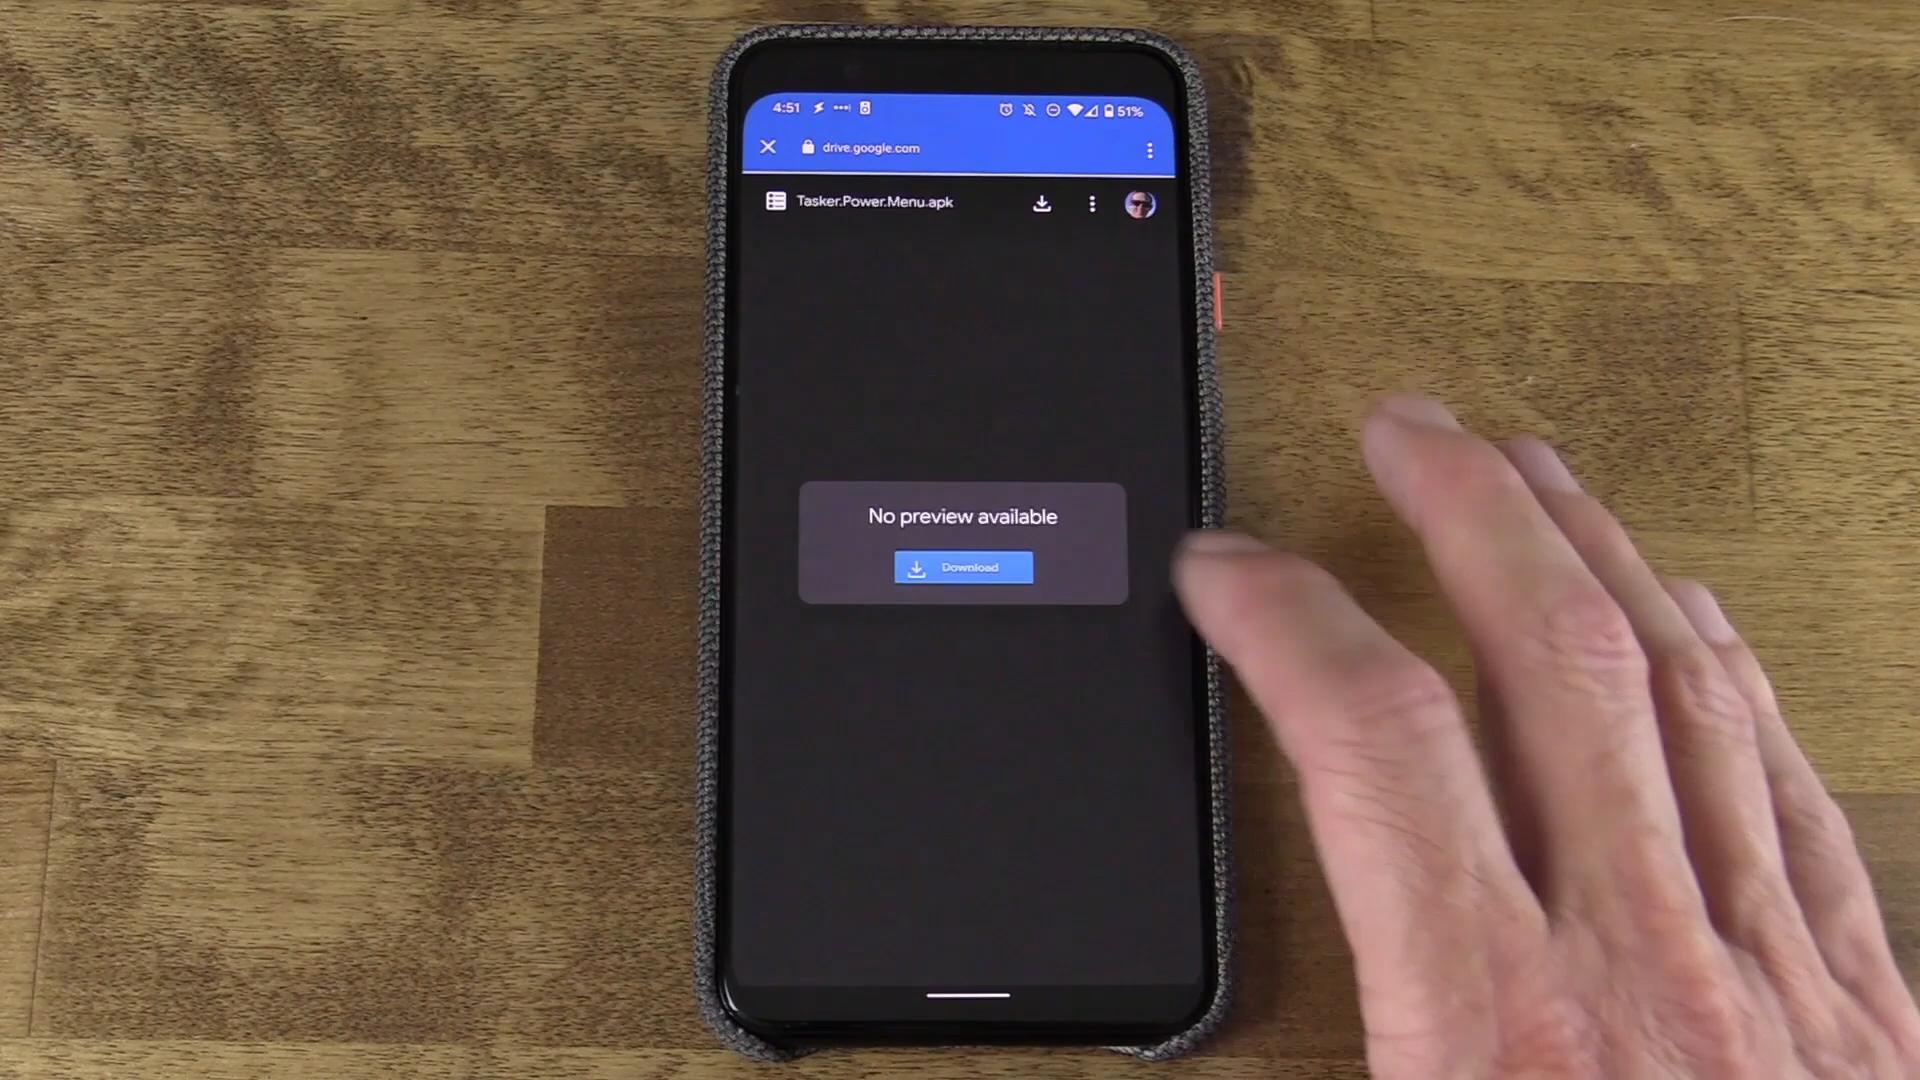 4:51 51%
drive.google.com
Tasker.Power.Menu.apk
No preview available
Download